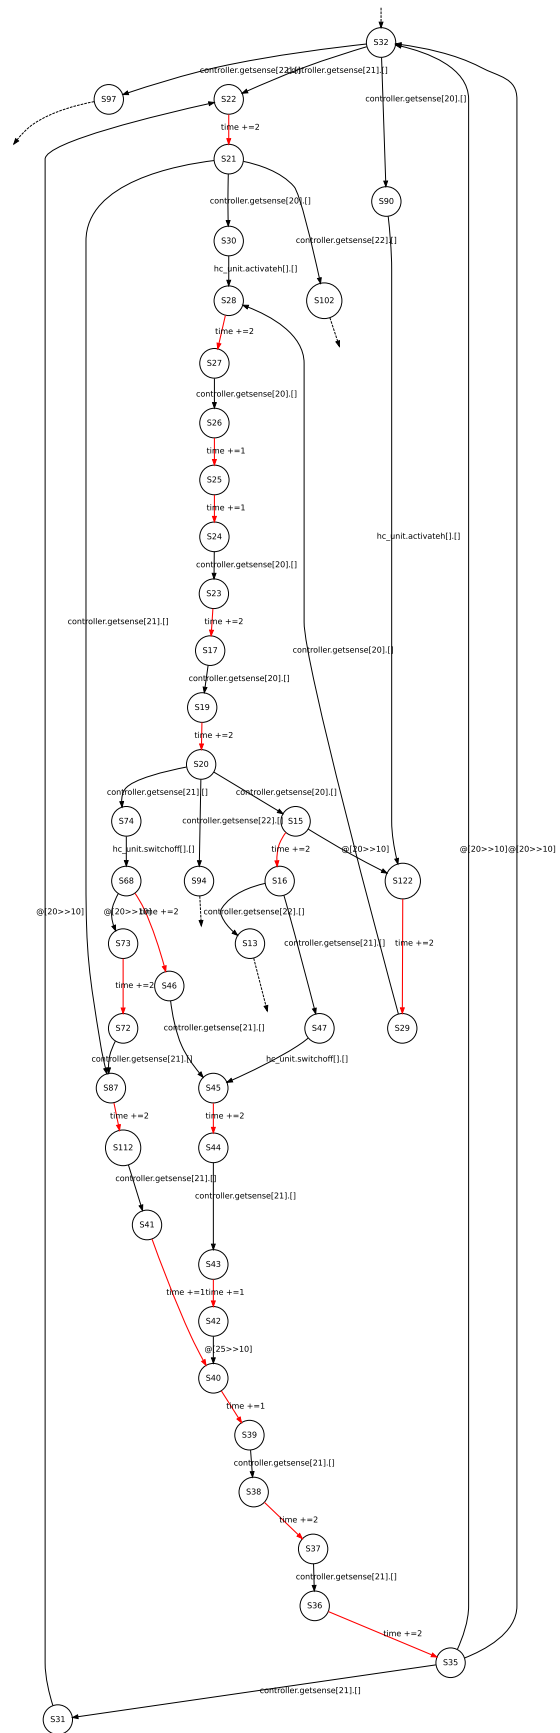 S32
controller.getsense[22].[]
controller.getsense[21].[]
S97
S22
controller.getsense[20].[]
time +=2
S21
S90
controller.getsense[20].[]
S30
controller.getsense[22].[]
hc_unit.activateh[].[]
S28
S102
time +=2
S27
controller.getsense[20].[]
S26
time +=1
S25
time +=1
S24
hc_unit.activateh[].[]
controller.getsense[20].[]
S23
controller.getsense[21].[]
time +=2
S17
controller.getsense[20].[]
controller.getsense[20].[]
S19
time +=2
S20
controller.getsense[21].[]
controller.getsense[20].[]
S74
controller.getsense[22].[]
S15
hc_unit.switchoff[].[]
time +=2
@[20>>10]
@[20>>10]
@[20>>10]
S68
S94
S16
S122
@[20>>10]
@[20>>10]
time +=2
controller.getsense[22].[]
S73
S13
controller.getsense[21].[]
time +=2
time +=2
S46
S72
controller.getsense[21].[]
S47
S29
controller.getsense[21].[]
hc_unit.switchoff[].[]
S87
S45
time +=2
time +=2
S112
S44
controller.getsense[21].[]
controller.getsense[21].[]
S41
S43
time +=1
time +=1
S42
@[25>>10]
S40
time +=1
S39
controller.getsense[21].[]
S38
time +=2
S37
controller.getsense[21].[]
S36
time +=2
S35
controller.getsense[21].[]
S31